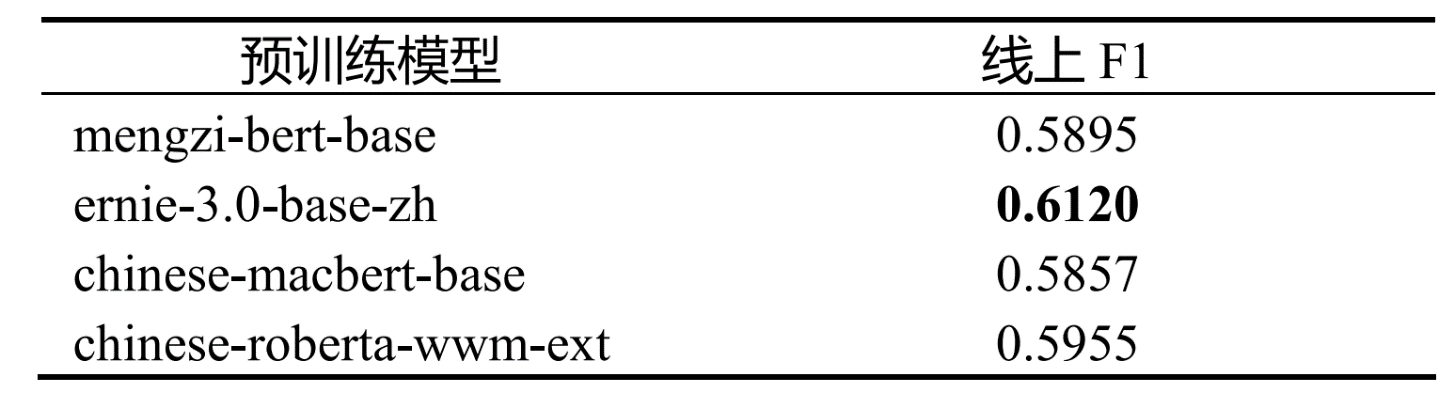 预训练模型 线上 F1
mengzi-bert-base 0.5895
ernie-3.0-base-zh 0.6120
chinese-macbert-base 0.5857
chinese-roberta-wwm-ext 0.5955